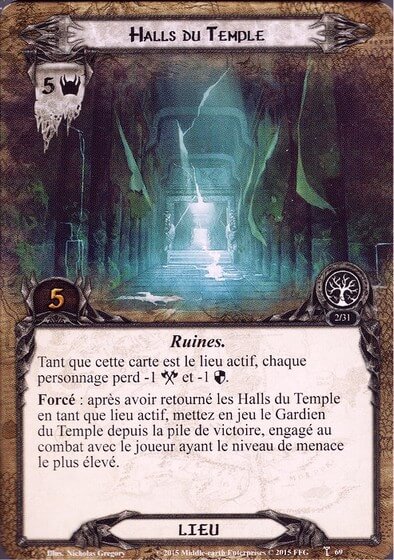 HALLS DU TEMPLE
5
5
2/31
Ruines.
Tant que cette carte est le lieu actif, chaque
personnage perd -1 et -1 .
Forcé : après avoir retourné les Halls du Temple
en tant que lieu actif, mettez en jeu le Gardien
du Temple depuis la pile de victoire, engagé au
combat avec le joueur ayant le niveau de menace
le plus élevé.
LIEU
Illus. Nicholas Gregory © 2015 Middle-earth Enterprises © 2015 FFG 69